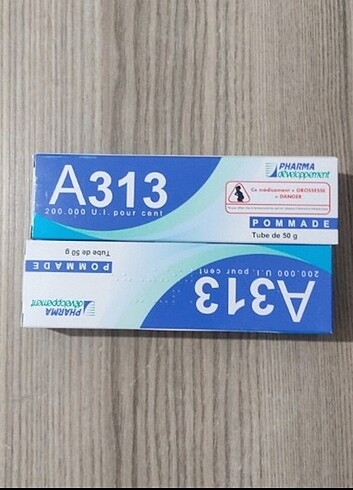 A313
200.000 U.I. pour cent
PHARMA
développement
Ce médicament + GROSSESSE
= DANGER
POMMADE
Tube de 50 g
A313
200.000 U.I. pour cent
POMMADE
Tube de 50 g
PHARMA
développement